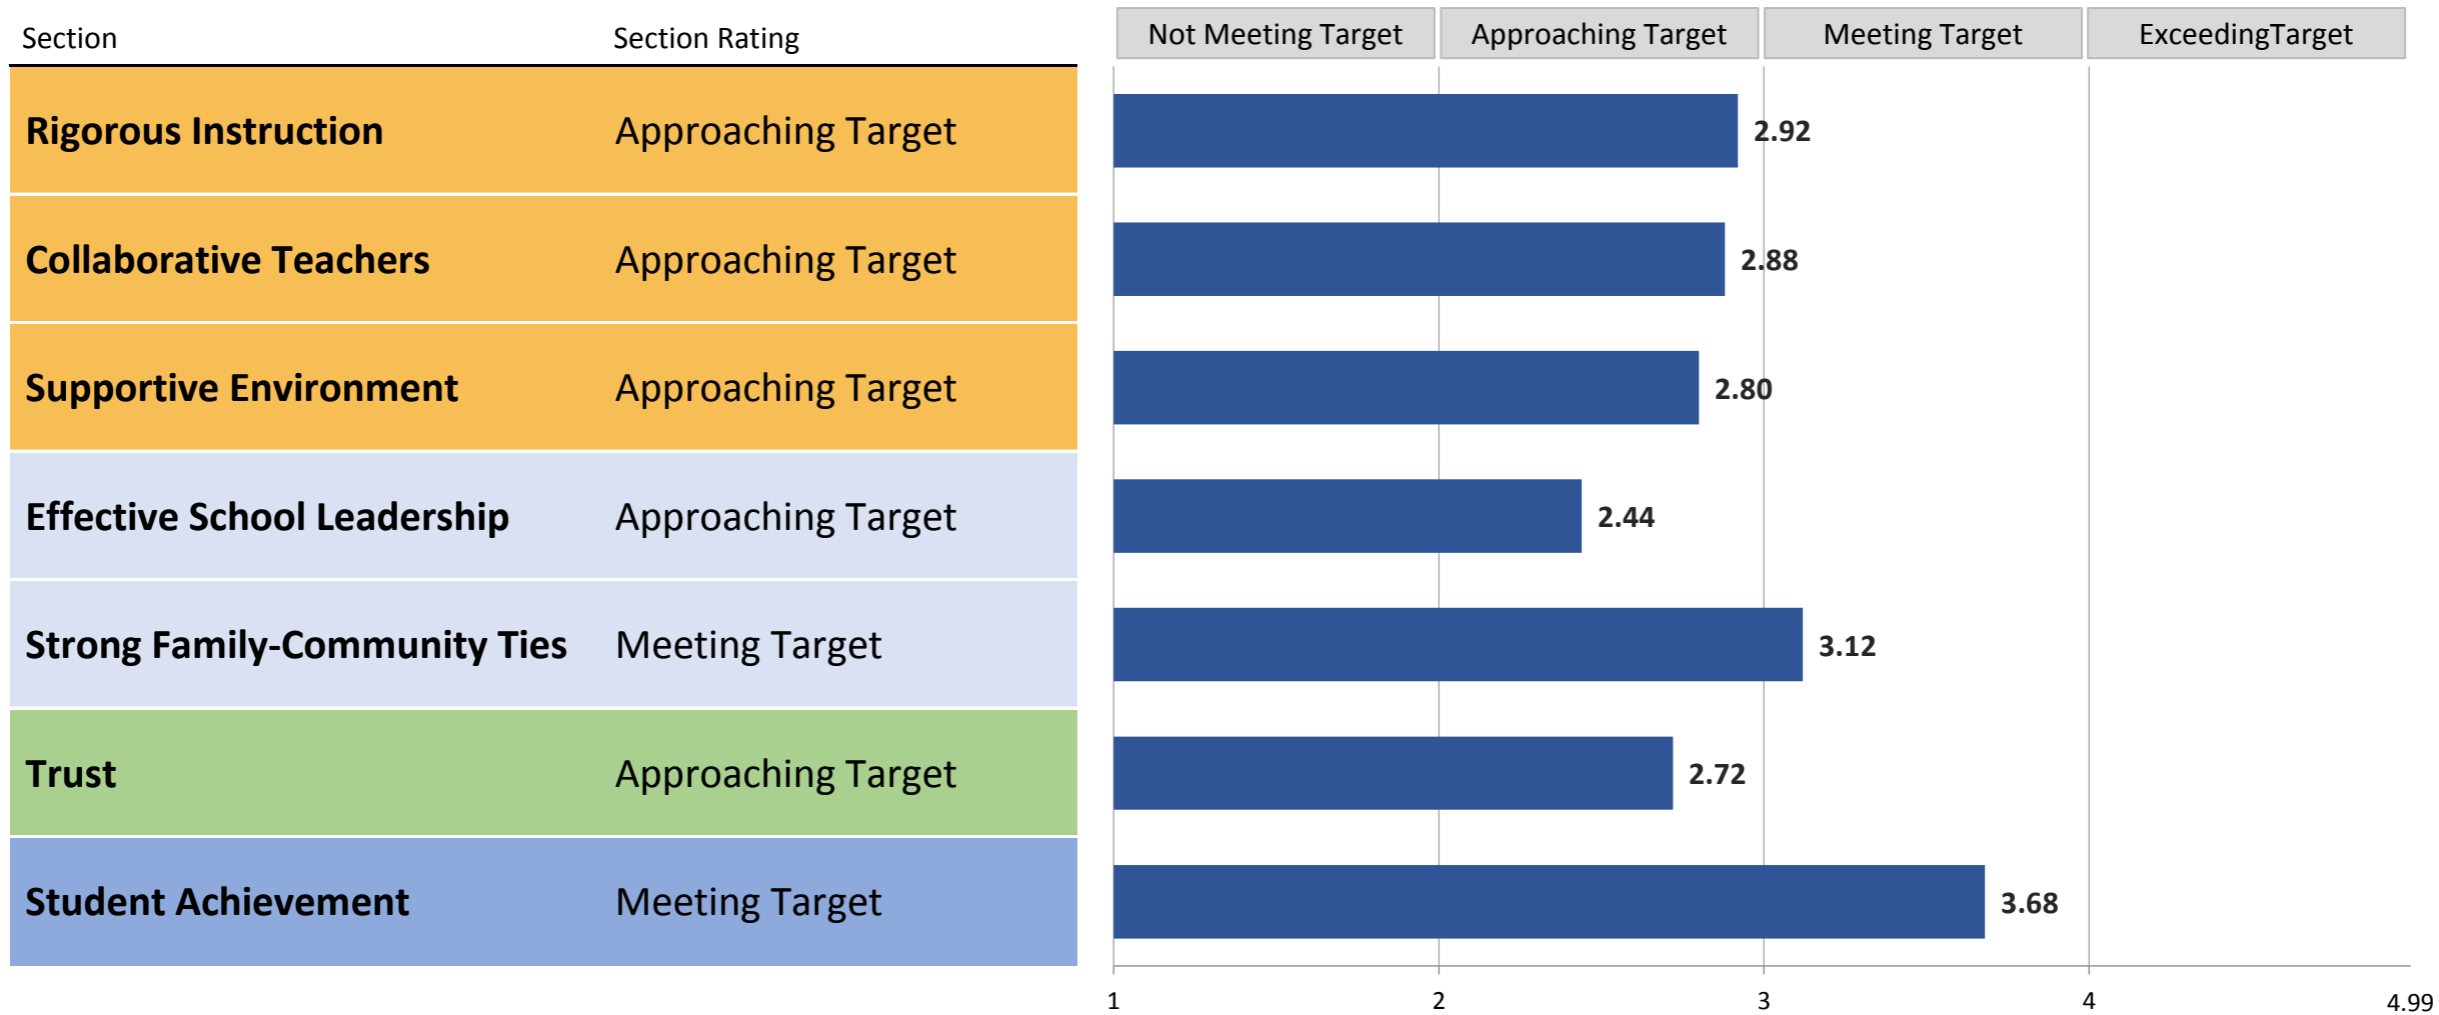 Section Section Rating Not Meeting Target Approaching Target Meeting Target ExceedingTarget
Rigorous Instruction Approaching Target 2.92
Collaborative Teachers Approaching Target 2.88
Supportive Environment Approaching Target 2.80
Effective School Leadership Approaching Target 2.44
Strong Family-Community Ties Meeting Target 3.12
Trust Approaching Target 2.72
Student Achievement Meeting Target 3.68
1 2 3 4 4.99